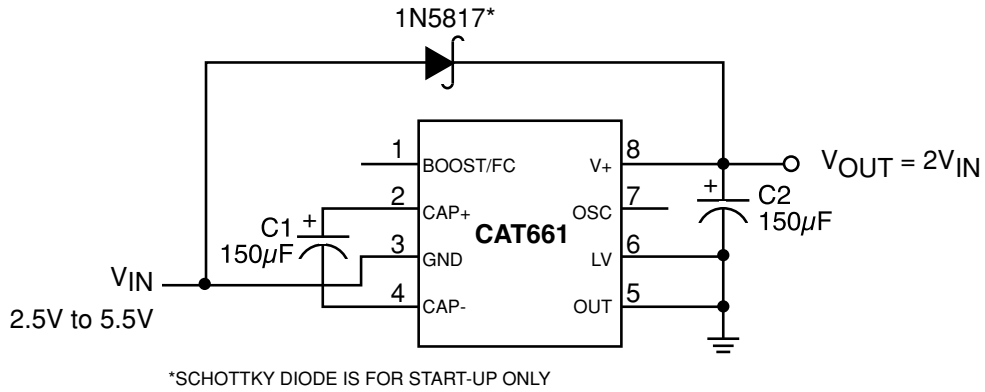 1N5817*
1 BOOST/FC
V+ 8
VOUT = 2VIN
2 CAP+
OSC 7
+
C1
150µF
+
C2
150µF
CAT661
3 GND
LV 6
VIN
2.5V to 5.5V
4 CAP-
OUT 5
*SCHOTTKY DIODE IS FOR START-UP ONLY